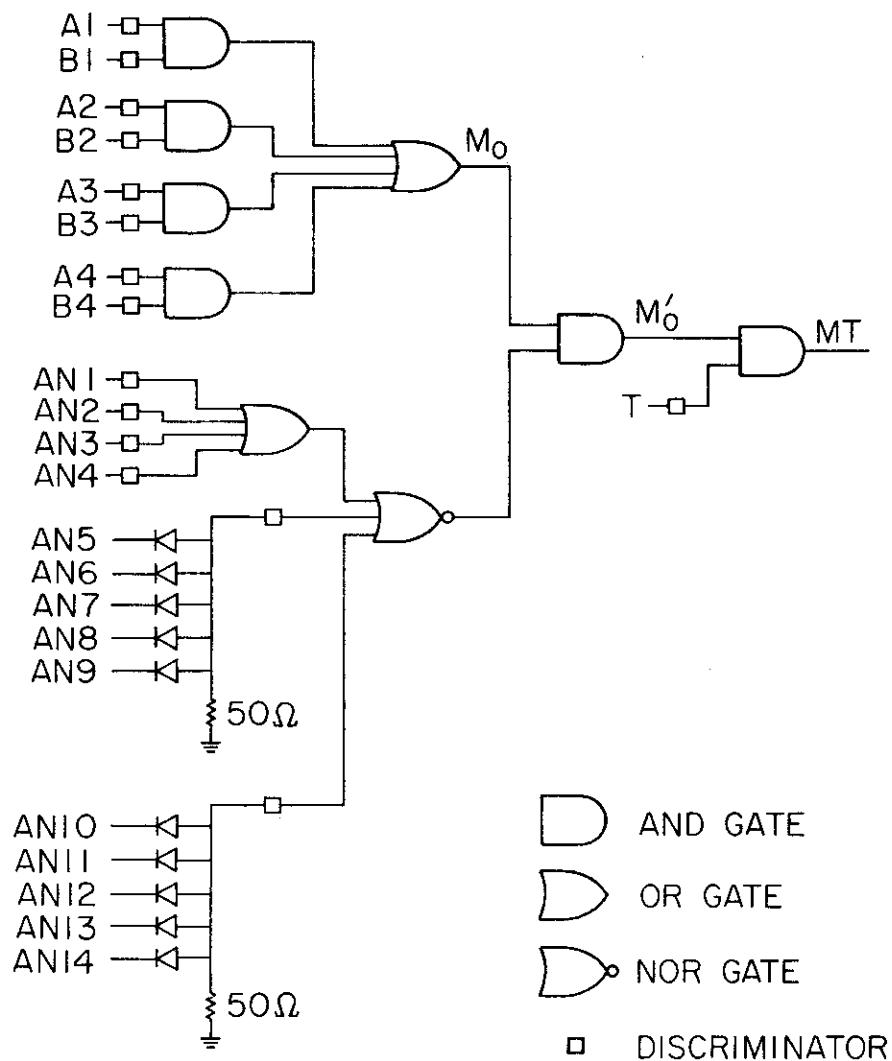 A1
B1
A2
B2
A3
B3
A4
B4
M₀
M₀′
MT
T
AN1
AN2
AN3
AN4
AN5
AN6
AN7
AN8
AN9
50Ω
AN10
AN11
AN12
AN13
AN14
50Ω
AND GATE
OR GATE
NOR GATE
DISCRIMINATOR